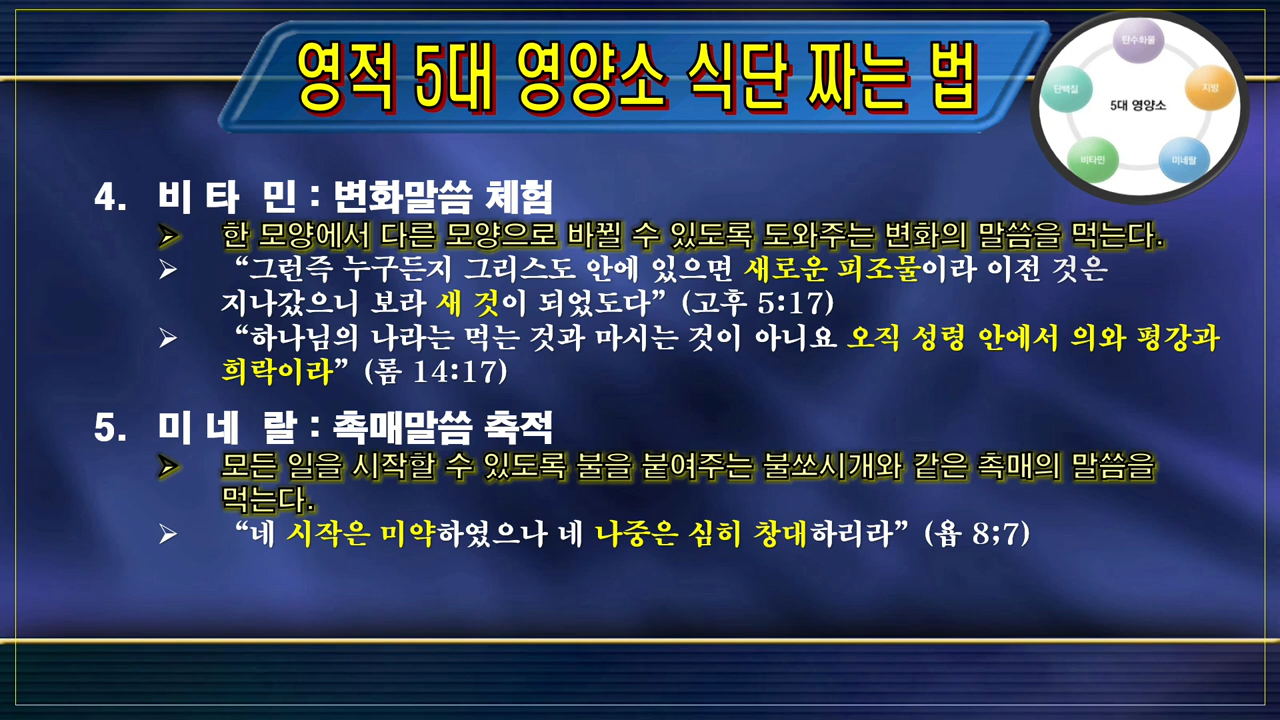 영적 5대 영양소 식단 짜는 법
탄수화물
단백질
지방
5대 영양소
비타민
미네랄
4. 비 타 민 : 변화말씀 체험
➢ 한 모양에서 다른 모양으로 바뀔 수 있도록 도와주는 변화의 말씀을 먹는다.
➢ “그런즉 누구든지 그리스도 안에 있으면 새로운 피조물이라 이전 것은
지나갔으니 보라 새 것이 되었도다” (고후 5:17)
➢ “하나님의 나라는 먹는 것과 마시는 것이 아니요 오직 성령 안에서 의와 평강과
희락이라” (롬 14:17)
5. 미 네 랄 : 촉매말씀 축적
➢ 모든 일을 시작할 수 있도록 불을 붙여주는 불쏘시개와 같은 촉매의 말씀을
먹는다.
➢ “네 시작은 미약하였으나 네 나중은 심히 창대하리라” (욥 8;7)